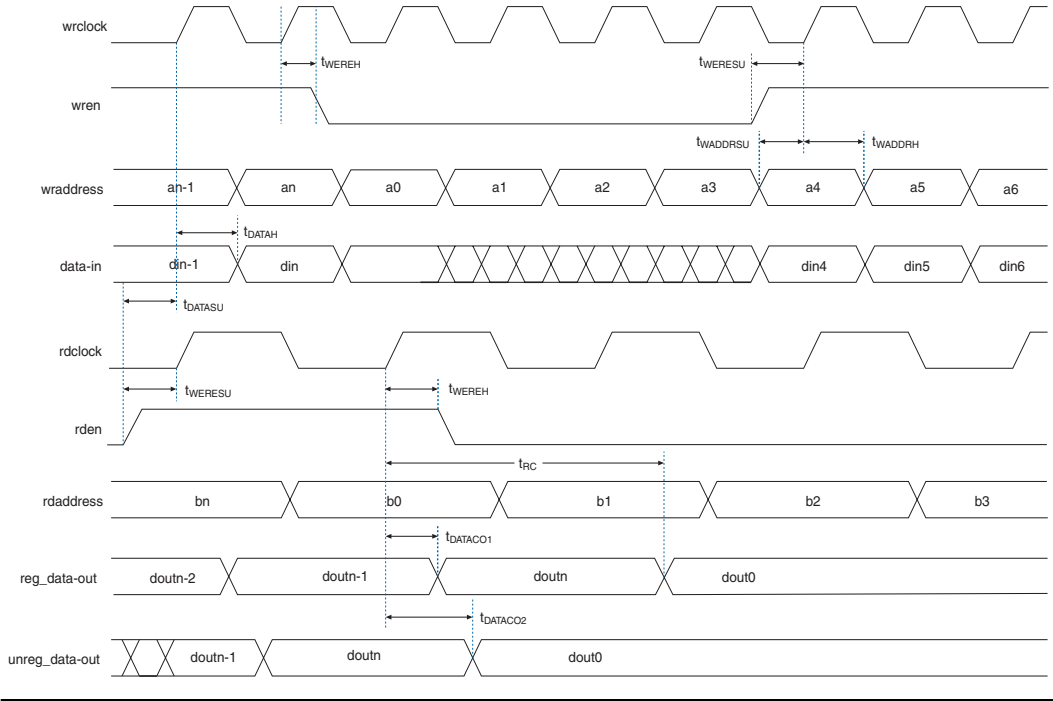 wrclock
tWEREH
tWERESU
wren
tWADDRSU
tWADDRH
wraddress an-1 an a0 a1 a2 a3 a4 a5 a6
tDATAH
data-in din-1 din din4 din5 din6
tDATASU
rdclock
tWERESU
tWEREH
rden
tRC
rdaddress bn b0 b1 b2 b3
tDATACO1
reg_data-out doutn-2 doutn-1 doutn dout0
tDATACO2
unreg_data-out doutn-1 doutn dout0